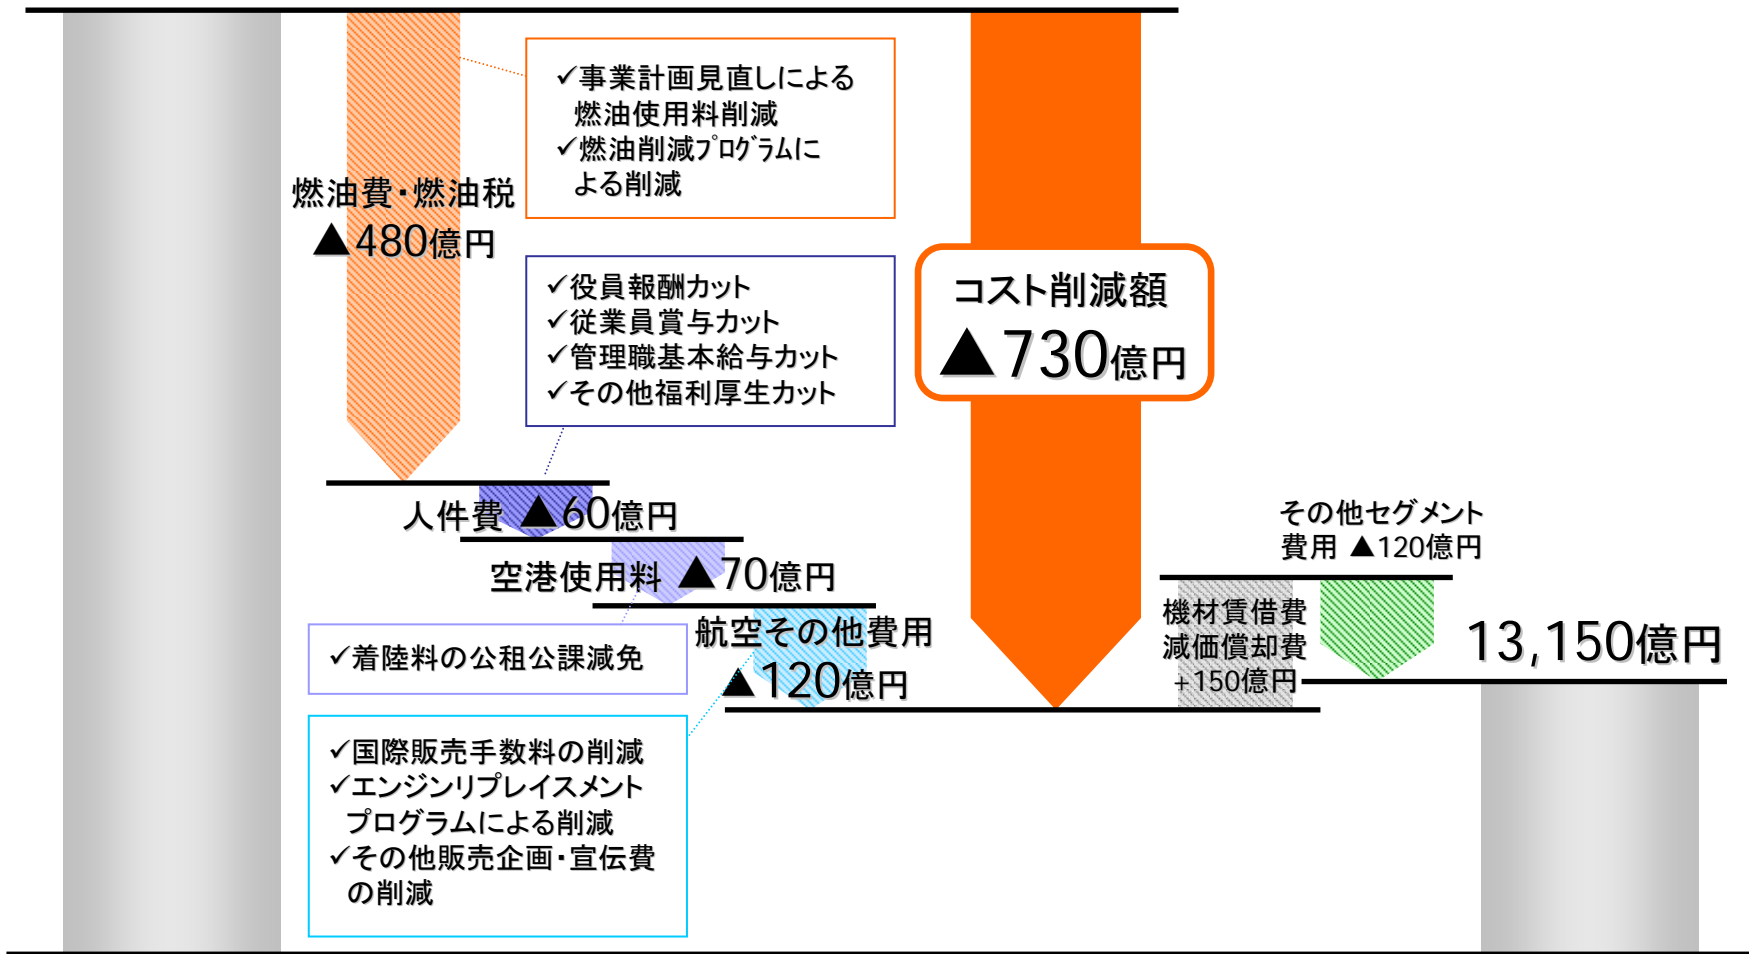 ✓事業計画見直しによる
燃油使用料削減
✓燃油削減ﾌﾟﾛｸﾞﾗﾑに
よる削減
燃油費・燃油税
▲480億円
✓役員報酬カット
✓従業員賞与カット
✓管理職基本給与カット
✓その他福利厚生カット
コスト削減額
▲730億円
人件費 ▲60億円
空港使用料 ▲70億円
✓着陸料の公租公課減免
航空その他費用
▲120億円
✓国際販売手数料の削減
✓エンジンリプレイスメント
プログラムによる削減
✓その他販売企画・宣伝費
の削減
その他セグメント
費用 ▲120億円
機材賃借費
減価償却費
+150億円
13,150億円